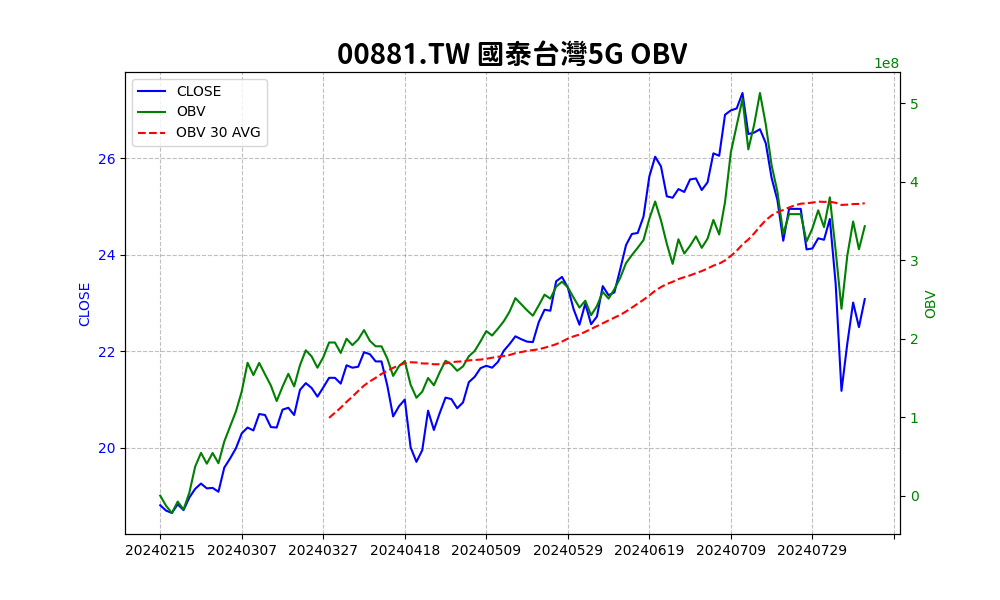 00881.TW 國泰台灣5G OBV
1e8
CLOSE
OBV
OBV 30 AVG
26
24
22
20
CLOSE
5
4
3
2
1
0
OBV
20240215 20240307 20240327 20240418 20240509 20240529 20240619 20240709 20240729